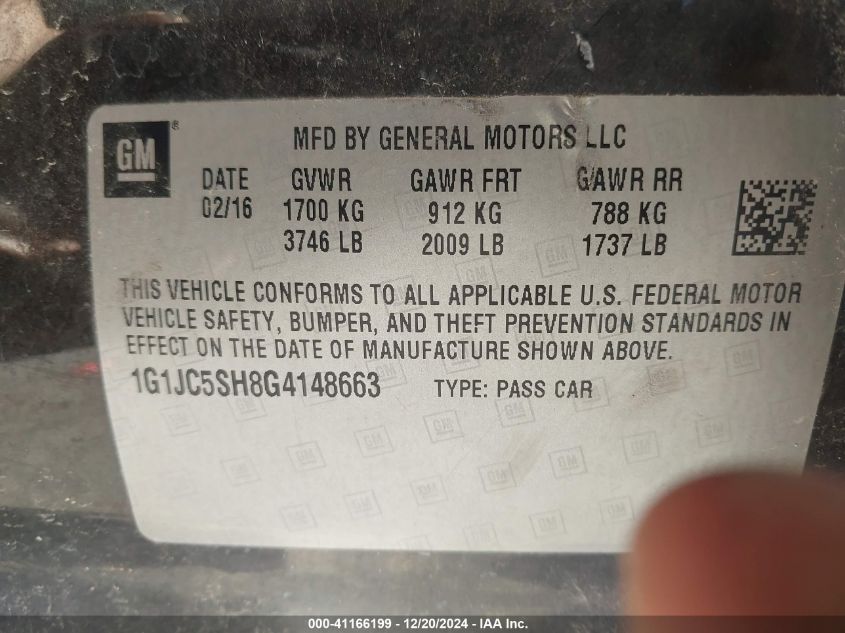 GM®
MFD BY GENERAL MOTORS LLC
DATE GVWR GAWR FRT GAWR RR
02/16 1700 KG 912 KG 788 KG
3746 LB 2009 LB 1737 LB
THIS VEHICLE CONFORMS TO ALL APPLICABLE U.S. FEDERAL MOTOR
VEHICLE SAFETY, BUMPER, AND THEFT PREVENTION STANDARDS IN
EFFECT ON THE DATE OF MANUFACTURE SHOWN ABOVE.
1G1JC5SH8G4148663 TYPE: PASS CAR
000-41166199 - 12/20/2024 - IAA Inc.